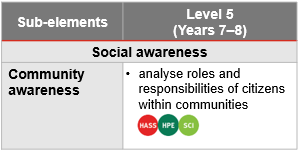 Sub-elements
Level 5
(Years 7–8)
Social awareness
Community
awareness
• analyse roles and
responsibilities of citizens
within communities
HASS HPE SCI